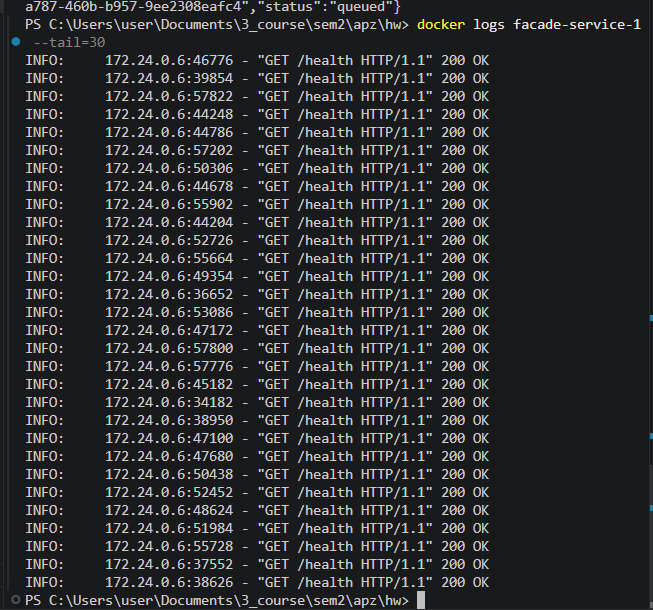 a787-460b-b957-9ee2308eafc4","status":"queued"}
PS C:\Users\user\Documents\3_course\sem2\apz\hw> docker logs facade-service-1
--tail=30
INFO:     172.24.0.6:46776 - "GET /health HTTP/1.1" 200 OK
INFO:     172.24.0.6:39854 - "GET /health HTTP/1.1" 200 OK
INFO:     172.24.0.6:57822 - "GET /health HTTP/1.1" 200 OK
INFO:     172.24.0.6:44248 - "GET /health HTTP/1.1" 200 OK
INFO:     172.24.0.6:44786 - "GET /health HTTP/1.1" 200 OK
INFO:     172.24.0.6:57202 - "GET /health HTTP/1.1" 200 OK
INFO:     172.24.0.6:50306 - "GET /health HTTP/1.1" 200 OK
INFO:     172.24.0.6:44678 - "GET /health HTTP/1.1" 200 OK
INFO:     172.24.0.6:55902 - "GET /health HTTP/1.1" 200 OK
INFO:     172.24.0.6:44204 - "GET /health HTTP/1.1" 200 OK
INFO:     172.24.0.6:52726 - "GET /health HTTP/1.1" 200 OK
INFO:     172.24.0.6:55664 - "GET /health HTTP/1.1" 200 OK
INFO:     172.24.0.6:49354 - "GET /health HTTP/1.1" 200 OK
INFO:     172.24.0.6:36652 - "GET /health HTTP/1.1" 200 OK
INFO:     172.24.0.6:53086 - "GET /health HTTP/1.1" 200 OK
INFO:     172.24.0.6:47172 - "GET /health HTTP/1.1" 200 OK
INFO:     172.24.0.6:57800 - "GET /health HTTP/1.1" 200 OK
INFO:     172.24.0.6:57776 - "GET /health HTTP/1.1" 200 OK
INFO:     172.24.0.6:45182 - "GET /health HTTP/1.1" 200 OK
INFO:     172.24.0.6:34182 - "GET /health HTTP/1.1" 200 OK
INFO:     172.24.0.6:38950 - "GET /health HTTP/1.1" 200 OK
INFO:     172.24.0.6:47100 - "GET /health HTTP/1.1" 200 OK
INFO:     172.24.0.6:47680 - "GET /health HTTP/1.1" 200 OK
INFO:     172.24.0.6:50438 - "GET /health HTTP/1.1" 200 OK
INFO:     172.24.0.6:52452 - "GET /health HTTP/1.1" 200 OK
INFO:     172.24.0.6:48624 - "GET /health HTTP/1.1" 200 OK
INFO:     172.24.0.6:51984 - "GET /health HTTP/1.1" 200 OK
INFO:     172.24.0.6:55728 - "GET /health HTTP/1.1" 200 OK
INFO:     172.24.0.6:37552 - "GET /health HTTP/1.1" 200 OK
INFO:     172.24.0.6:38626 - "GET /health HTTP/1.1" 200 OK
PS C:\Users\user\Documents\3_course\sem2\apz\hw>